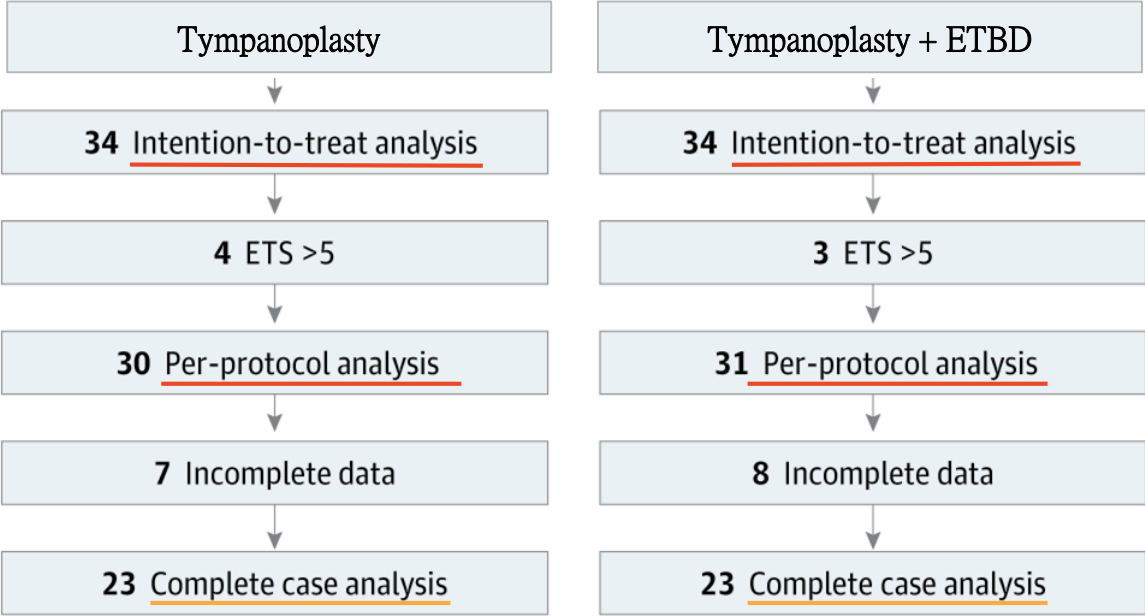 Tympanoplasty
34 Intention-to-treat analysis
4 ETS >5
30 Per-protocol analysis
7 Incomplete data
23 Complete case analysis
Tympanoplasty + ETBD
34 Intention-to-treat analysis
3 ETS >5
31 Per-protocol analysis
8 Incomplete data
23 Complete case analysis